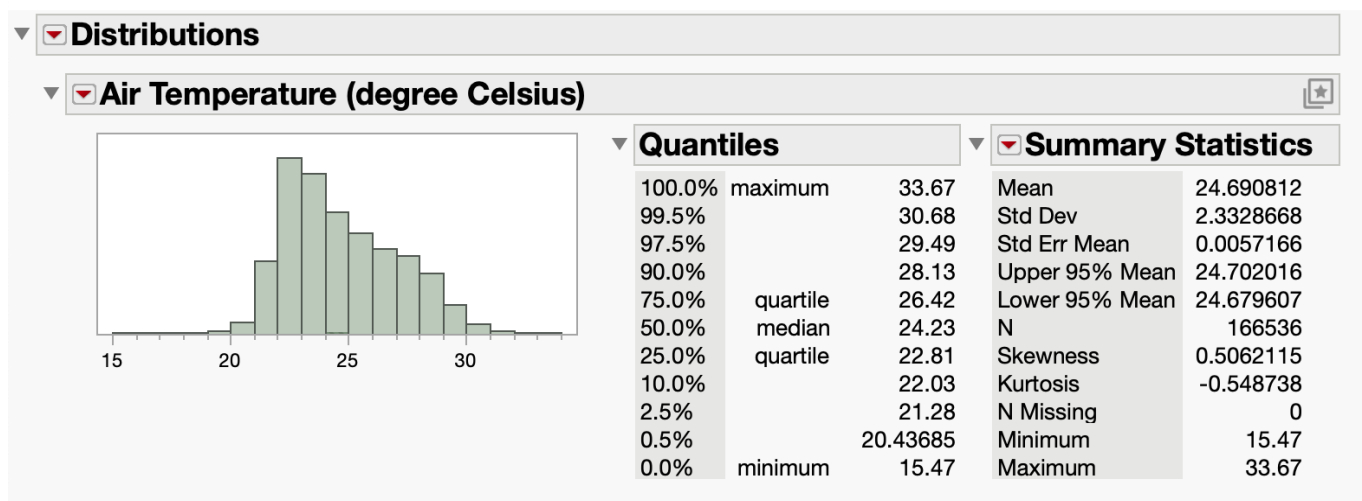 Distributions
Air Temperature (degree Celsius)
15 20 25 30
Quantiles
100.0% maximum 33.67
99.5% 30.68
97.5% 29.49
90.0% 28.13
75.0% quartile 26.42
50.0% median 24.23
25.0% quartile 22.81
10.0% 22.03
2.5% 21.28
0.5% 20.43685
0.0% minimum 15.47
Summary Statistics
Mean 24.690812
Std Dev 2.3328668
Std Err Mean 0.0057166
Upper 95% Mean 24.702016
Lower 95% Mean 24.679607
N 166536
Skewness 0.5062115
Kurtosis -0.548738
N Missing 0
Minimum 15.47
Maximum 33.67